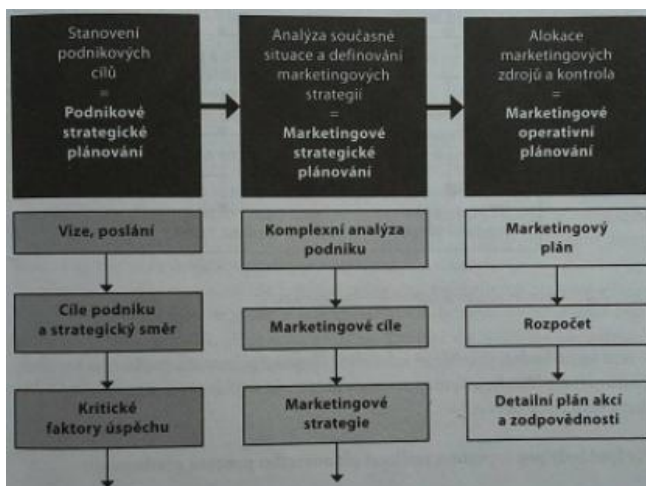 Stanovení
podnikových
cílů
=
Podnikové
strategické
plánování
Analýza současné
situace a definování
marketingových
strategií
=
Marketingové
strategické
plánování
Alokace
marketingových
zdrojů a kontrola
=
Marketingové
operativní
plánování
Vize, poslání
Cíle podniku
a strategický směr
Kritické
faktory úspěchu
Komplexní analýza
podniku
Marketingové cíle
Marketingové
strategie
Marketingový
plán
Rozpočet
Detailní plán akcí
a zodpovědnosti